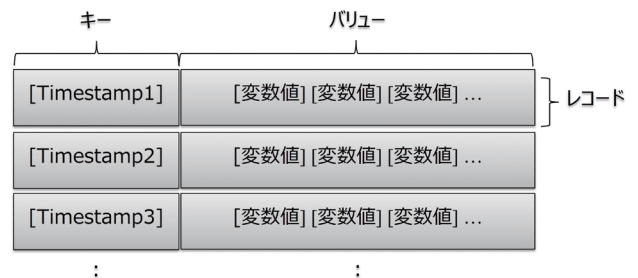 キー バリュー
[Timestamp1] [変数値] [変数値] [変数値] … レコード
[Timestamp2] [変数値] [変数値] [変数値] …
[Timestamp3] [変数値] [変数値] [変数値] …
: :